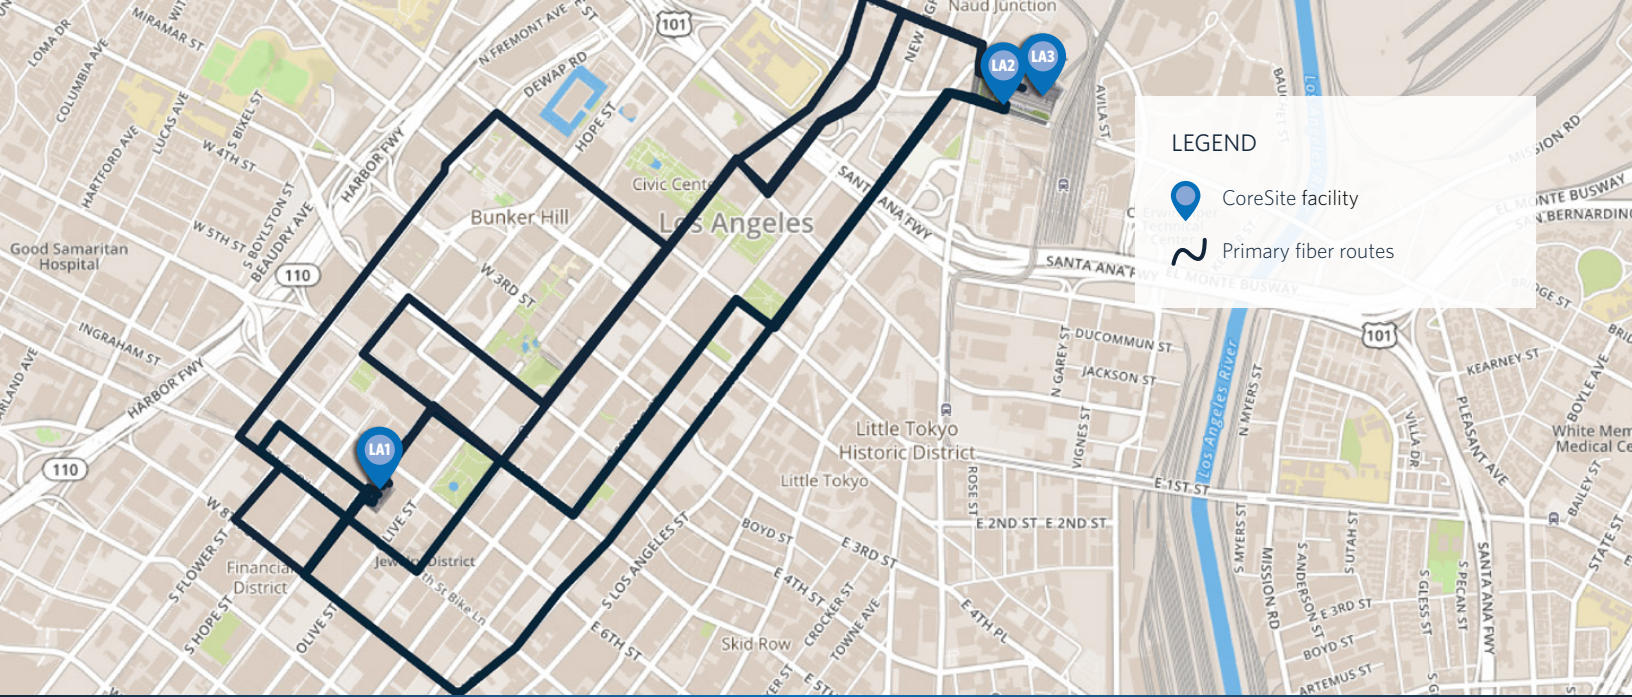 Naud Junction
LOMA DR
MIRAMAR ST
N FREMONT AVE
101
COLUMBIA AVE
DEWAP RD
LA2
LA3
LUCAS AVE
S BIXEL ST
HOPE ST
AVILA ST
HARTFORD AVE
W 4TH ST
HARBOR FWY
LEGEND
CoreSite facility
Primary fiber routes
MISSION RD
EL MONTE BUSWAY
SAN BERNARDINO
Civic Cente
Bunker Hill
Los Angeles
SANTA ANA FWY
W 5TH ST
S BOYLSTON ST
BEAUDRY AVE
Good Samaritan
Hospital
110
W 3RD ST
SANTA ANA FWY
EL MONTE BUSWAY
BRIDGE ST
101
INGRAHAM ST
HARBOR FWY
DUCOMMUN ST
N GAREY ST
JACKSON ST
KEARNEY ST
Los Angeles River
N MYERS ST
BOYLE AVE
PLEASANT AVE
VILLA DR
VIGNES ST
Little Tokyo
Historic District
White Mem
Medical Ce
LA1
110
Little Tokyo
ROSE ST
E 1ST ST
BAILEY ST
E 2ND ST
E 2ND ST
BOYD ST
E 3RD ST
S LOS ANGELES ST
S FLOWER ST
Financial
District
S HOPE ST
OLIVE ST
E 4TH ST
CROCKER ST
TOWNE AVE
E 4TH PL
E 6TH ST
Skid Row
E 5TH
S MYERS ST
MISSION RD
S ANDERSON ST
S UTAH ST
E 3RD ST
BOYD ST
ARTEMUS ST
S GLESS ST
S PECAN ST
SANTA ANA FWY
STATE ST